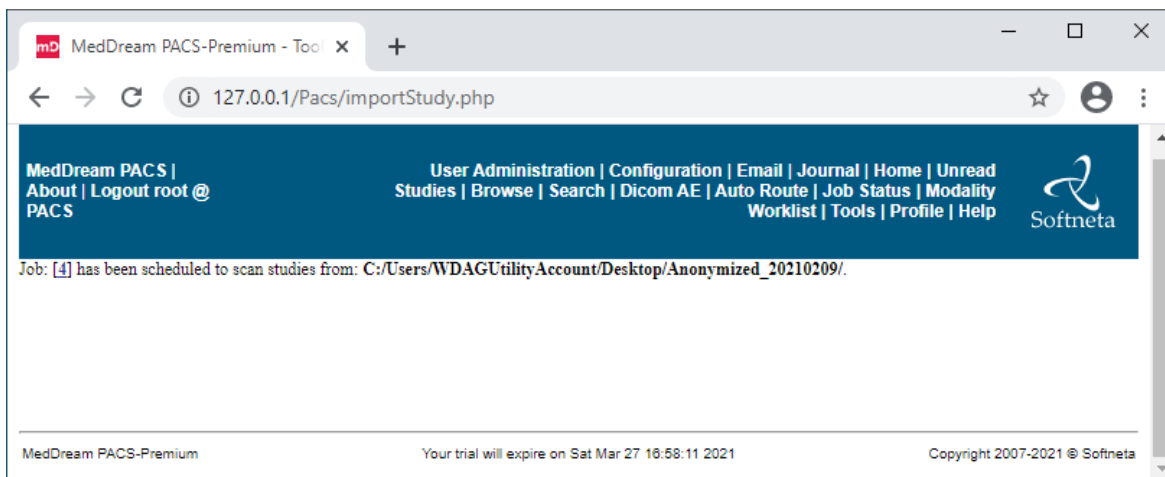 mD MedDream PACS-Premium - Tool
127.0.0.1/Pacs/importStudy.php
MedDream PACS |
About | Logout root @
PACS
User Administration | Configuration | Email | Journal | Home | Unread
Studies | Browse | Search | Dicom AE | Auto Route | Job Status | Modality
Worklist | Tools | Profile | Help
Softneta
Job: [4] has been scheduled to scan studies from: C:/Users/WDAGUtilityAccount/Desktop/Anonymized_20210209/.
MedDream PACS-Premium
Your trial will expire on Sat Mar 27 16:58:11 2021
Copyright 2007-2021 © Softneta